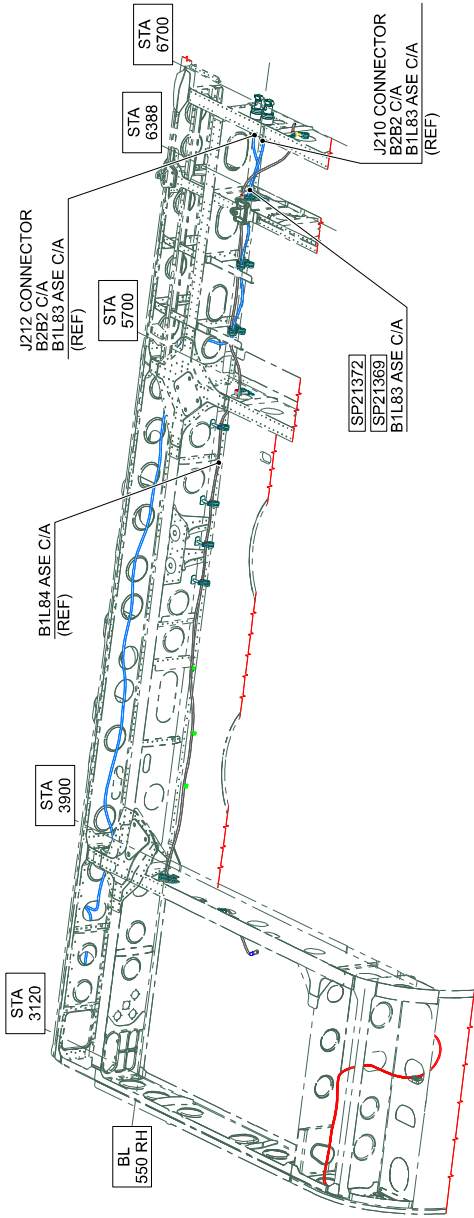 STA
6700
STA
6388
J212 CONNECTOR
B2B2 C/A
B1L83 ASE C/A
(REF)
J210 CONNECTOR
B2B2 C/A
B1L83 ASE C/A
(REF)
STA
5700
SP21372
SP21369
B1L83 ASE C/A
B1L84 ASE C/A
(REF)
STA
3900
STA
3120
BL
550 RH